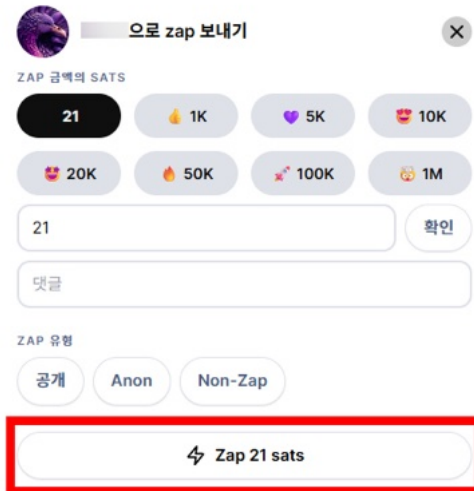 으로 zap 보내기
ZAP 금액의 SATS
21 👍 1K 💜 5K 😍 10K
🤩 20K 🔥 50K 🚀 100K 🤯 1M
21 확인
댓글
ZAP 유형
공개 Anon Non-Zap
Zap 21 sats